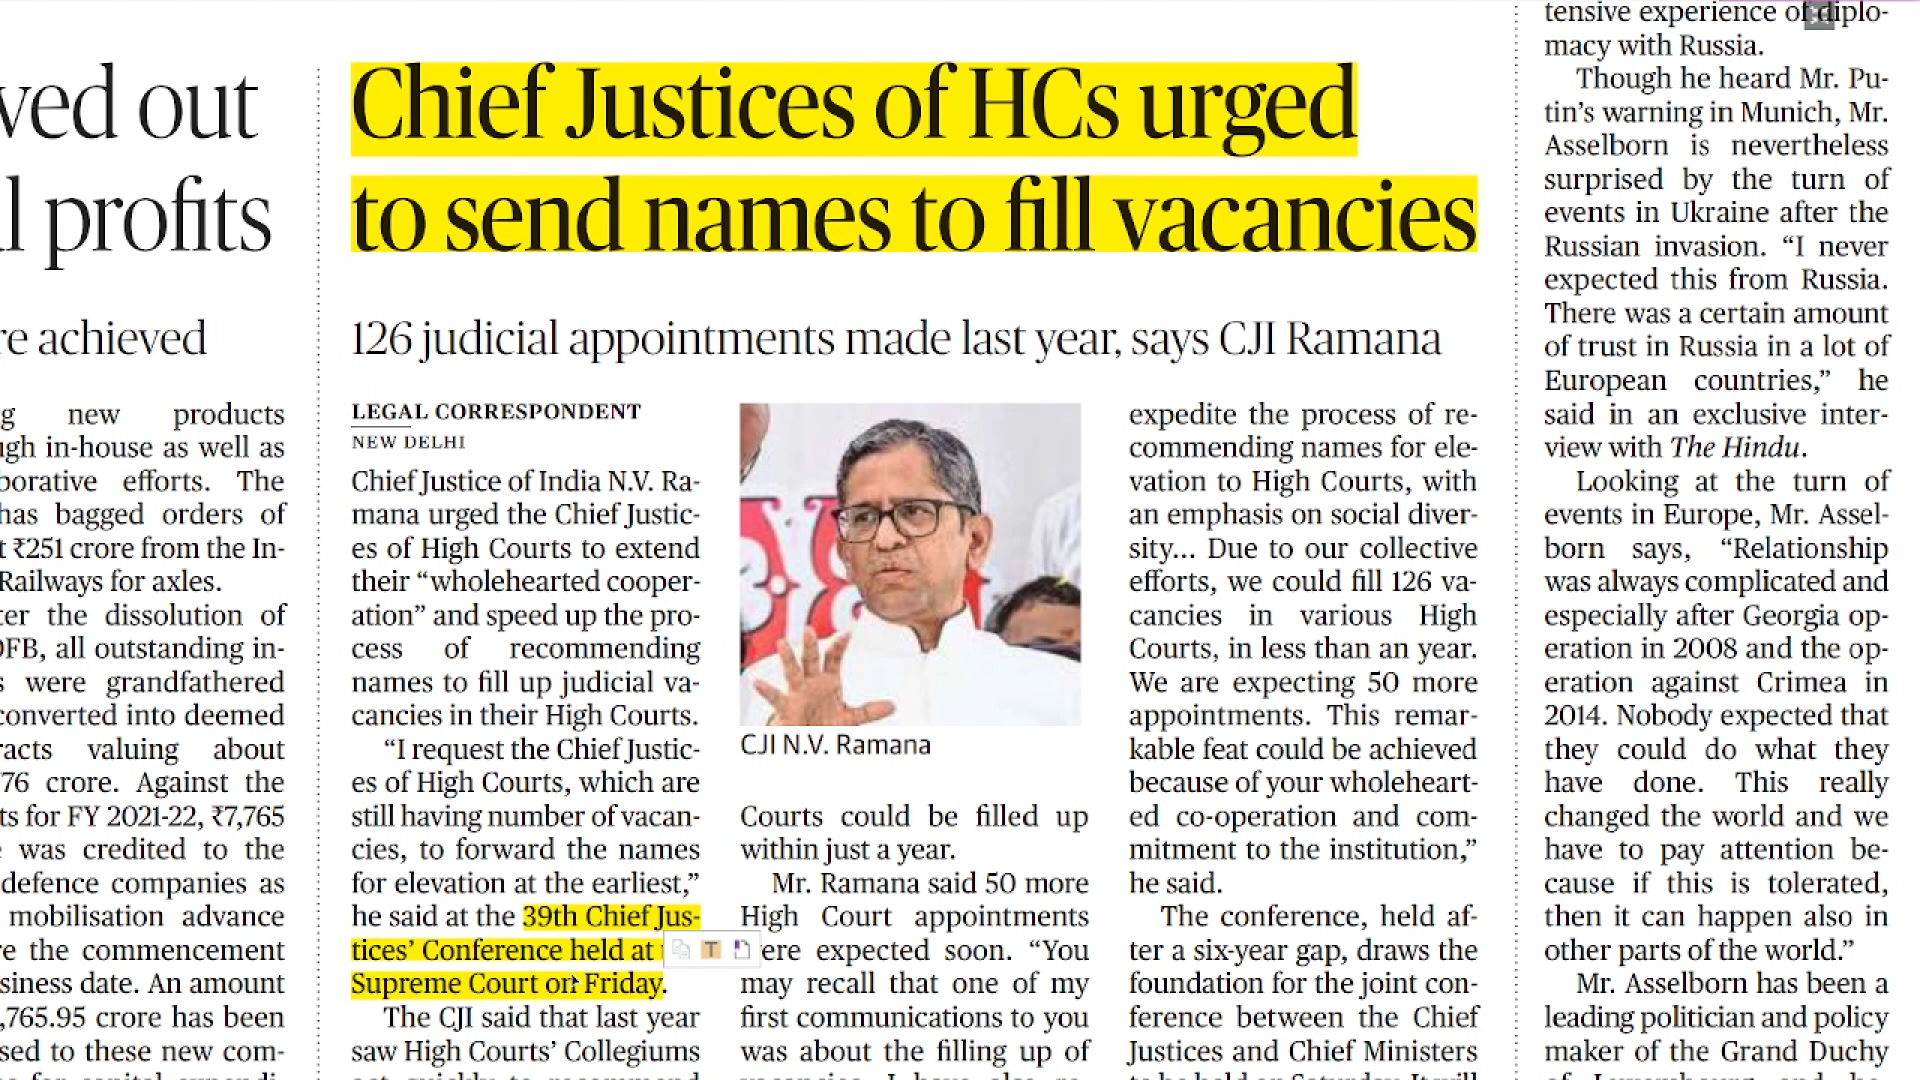 ved out
l profits
re achieved
g new products
ugh in-house as well as
borative efforts. The
has bagged orders of
t ₹251 crore from the In-
Railways for axles.
ter the dissolution of
OFB, all outstanding in-
s were grandfathered
converted into deemed
racts valuing about
76 crore. Against the
ts for FY 2021-22, ₹7,765
e was credited to the
defence companies as
mobilisation advance
re the commencement
siness date. An amount
,765.95 crore has been
sed to these new com-
Chief Justices of HCs urged
to send names to fill vacancies
126 judicial appointments made last year, says CJI Ramana
LEGAL CORRESPONDENT
NEW DELHI
Chief Justice of India N.V. Ra-
mana urged the Chief Justic-
es of High Courts to extend
their “wholehearted cooper-
ation” and speed up the pro-
cess of recommending
names to fill up judicial va-
cancies in their High Courts.
“I request the Chief Justic-
es of High Courts, which are
still having number of vacan-
cies, to forward the names
for elevation at the earliest,”
he said at the 39th Chief Jus-
tices’ Conference held at
Supreme Court on Friday.
The CJI said that last year
saw High Courts’ Collegiums
CJI N.V. Ramana
Courts could be filled up
within just a year.
Mr. Ramana said 50 more
High Court appointments
were expected soon. “You
may recall that one of my
first communications to you
was about the filling up of
expedite the process of re-
commending names for ele-
vation to High Courts, with
an emphasis on social diver-
sity... Due to our collective
efforts, we could fill 126 va-
cancies in various High
Courts, in less than an year.
We are expecting 50 more
appointments. This remar-
kable feat could be achieved
because of your wholeheart-
ed co-operation and com-
mitment to the institution,”
he said.
The conference, held af-
ter a six-year gap, draws the
foundation for the joint con-
ference between the Chief
Justices and Chief Ministers
tensive experience of diplo-
macy with Russia.
Though he heard Mr. Pu-
tin’s warning in Munich, Mr.
Asselborn is nevertheless
surprised by the turn of
events in Ukraine after the
Russian invasion. “I never
expected this from Russia.
There was a certain amount
of trust in Russia in a lot of
European countries,” he
said in an exclusive inter-
view with The Hindu.
Looking at the turn of
events in Europe, Mr. Assel-
born says, “Relationship
was always complicated and
especially after Georgia op-
eration in 2008 and the op-
eration against Crimea in
2014. Nobody expected that
they could do what they
have done. This really
changed the world and we
have to pay attention be-
cause if this is tolerated,
then it can happen also in
other parts of the world.”
Mr. Asselborn has been a
leading politician and policy
maker of the Grand Duchy